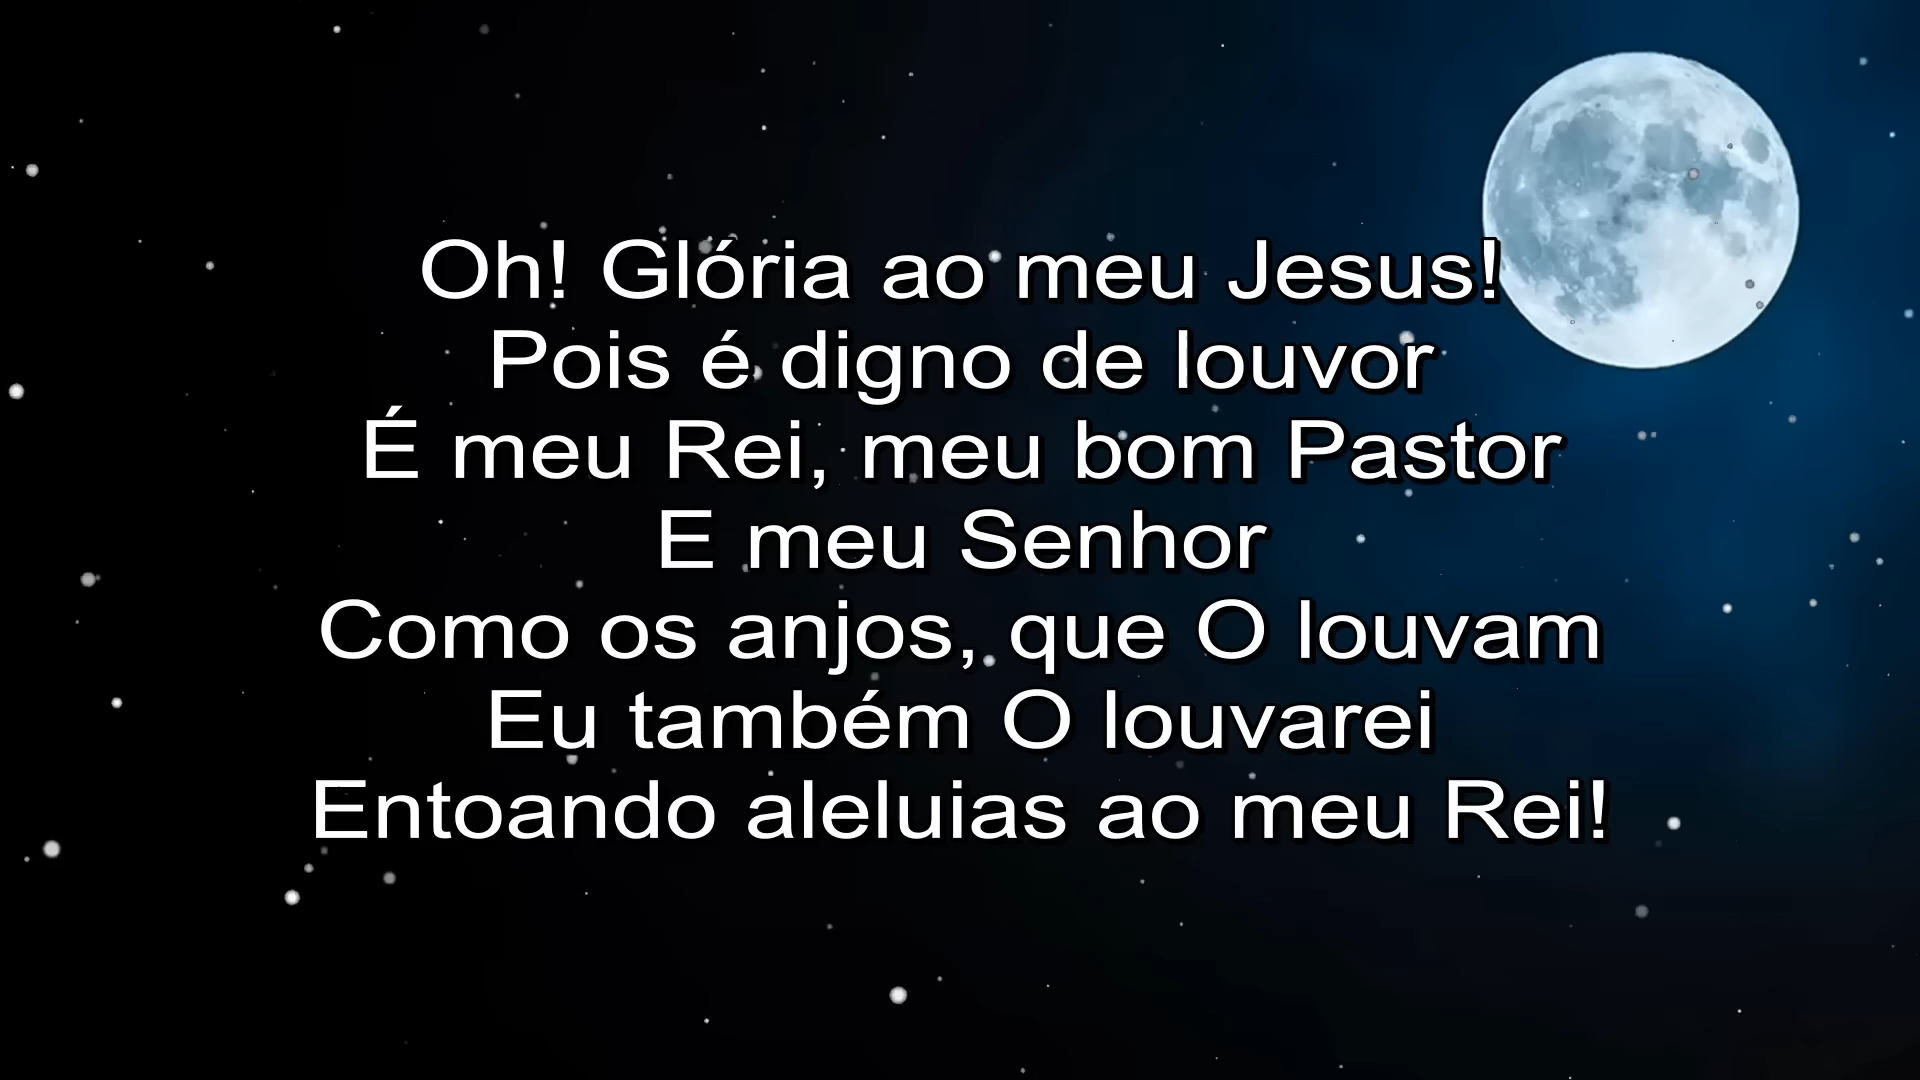 Oh! Glória ao meu Jesus!
Pois é digno de louvor
É meu Rei, meu bom Pastor
E meu Senhor
Como os anjos, que O louvam
Eu também O louvarei
Entoando aleluias ao meu Rei!